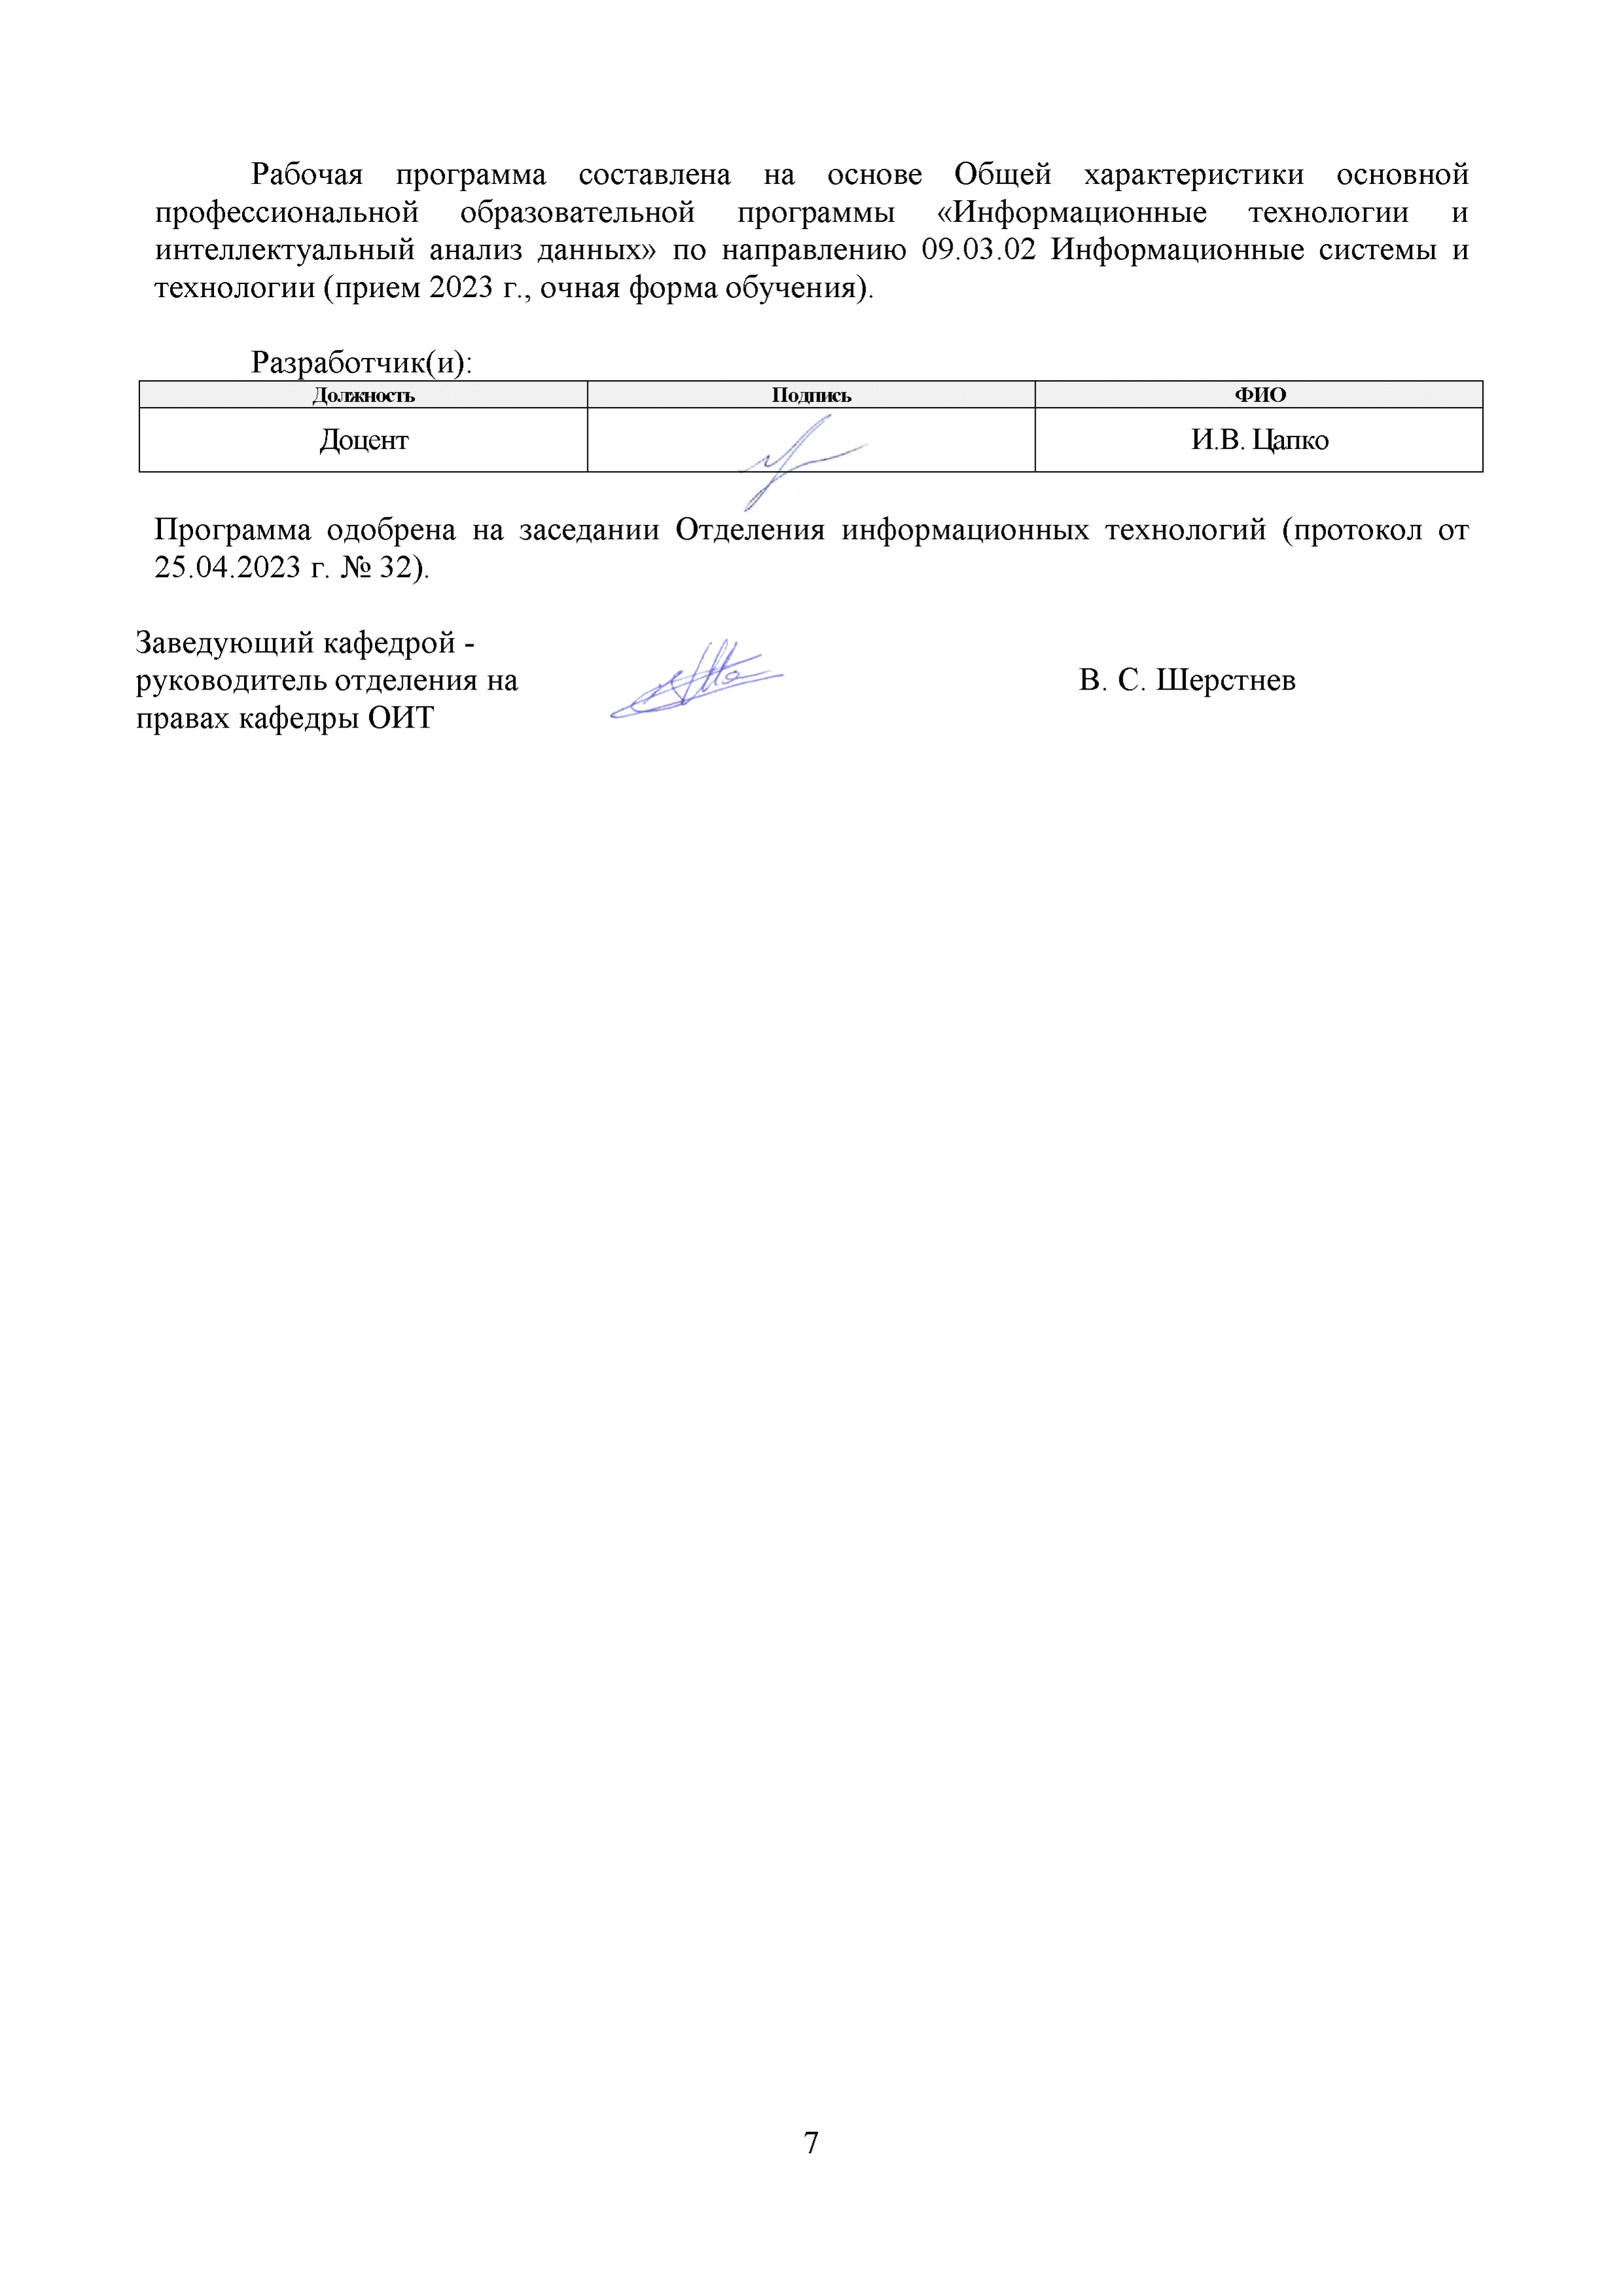 Рабочая программа составлена на основе Общей характеристики основной
профессиональной образовательной программы «Информационные технологии и
интеллектуальный анализ данных» по направлению 09.03.02 Информационные системы и
технологии (прием 2023 г., очная форма обучения).
Разработчик(и):
Должность Подпись ФИО
Доцент И.В. Цапко
Программа одобрена на заседании Отделения информационных технологий (протокол от
25.04.2023 г. № 32).
Заведующий кафедрой -
руководитель отделения на В. С. Шерстнев
правах кафедры ОИТ
7